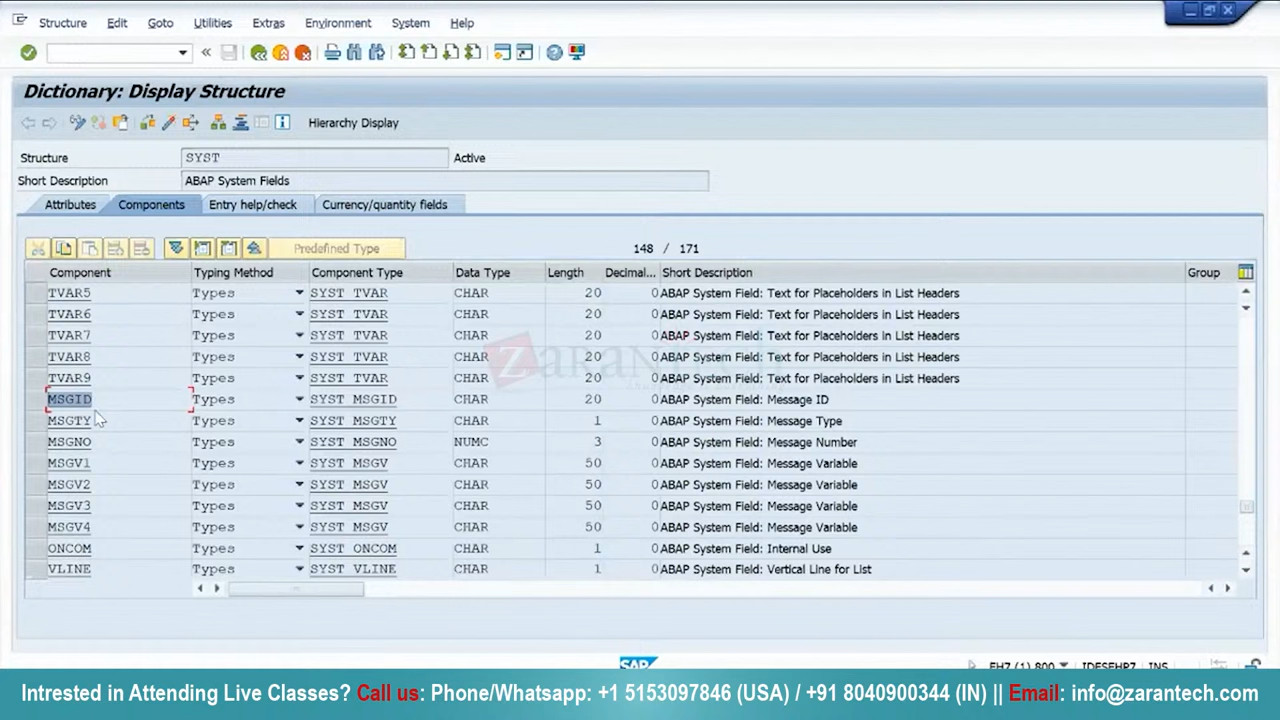 Structure Edit Goto Utilities Extras Environment System Help
Dictionary: Display Structure
Hierarchy Display
Structure SYST Active
Short Description ABAP System Fields
Attributes Components Entry help/check Currency/quantity fields
Predefined Type 148 / 171
Component Typing Method Component Type Data Type Length Decimal... Short Description Group
TVAR5 Types SYST_TVAR CHAR 20 0 ABAP System Field: Text for Placeholders in List Headers
TVAR6 Types SYST_TVAR CHAR 20 0 ABAP System Field: Text for Placeholders in List Headers
TVAR7 Types SYST_TVAR CHAR 20 0 ABAP System Field: Text for Placeholders in List Headers
TVAR8 Types SYST_TVAR CHAR 20 0 ABAP System Field: Text for Placeholders in List Headers
TVAR9 Types SYST_TVAR CHAR 20 0 ABAP System Field: Text for Placeholders in List Headers
MSGID Types SYST_MSGID CHAR 20 0 ABAP System Field: Message ID
MSGTY Types SYST_MSGTY CHAR 1 0 ABAP System Field: Message Type
MSGNO Types SYST_MSGNO NUMC 3 0 ABAP System Field: Message Number
MSGV1 Types SYST_MSGV CHAR 50 0 ABAP System Field: Message Variable
MSGV2 Types SYST_MSGV CHAR 50 0 ABAP System Field: Message Variable
MSGV3 Types SYST_MSGV CHAR 50 0 ABAP System Field: Message Variable
MSGV4 Types SYST_MSGV CHAR 50 0 ABAP System Field: Message Variable
ONCOM Types SYST_ONCOM CHAR 1 0 ABAP System Field: Internal Use
VLINE Types SYST_VLINE CHAR 1 0 ABAP System Field: Vertical Line for List
ZARANTECH
SAP EH7 (1) 800 IDESEHP7 INS
Intrested in Attending Live Classes? Call us: Phone/Whatsapp: +1 5153097846 (USA) / +91 8040900344 (IN) || Email: info@zarantech.com